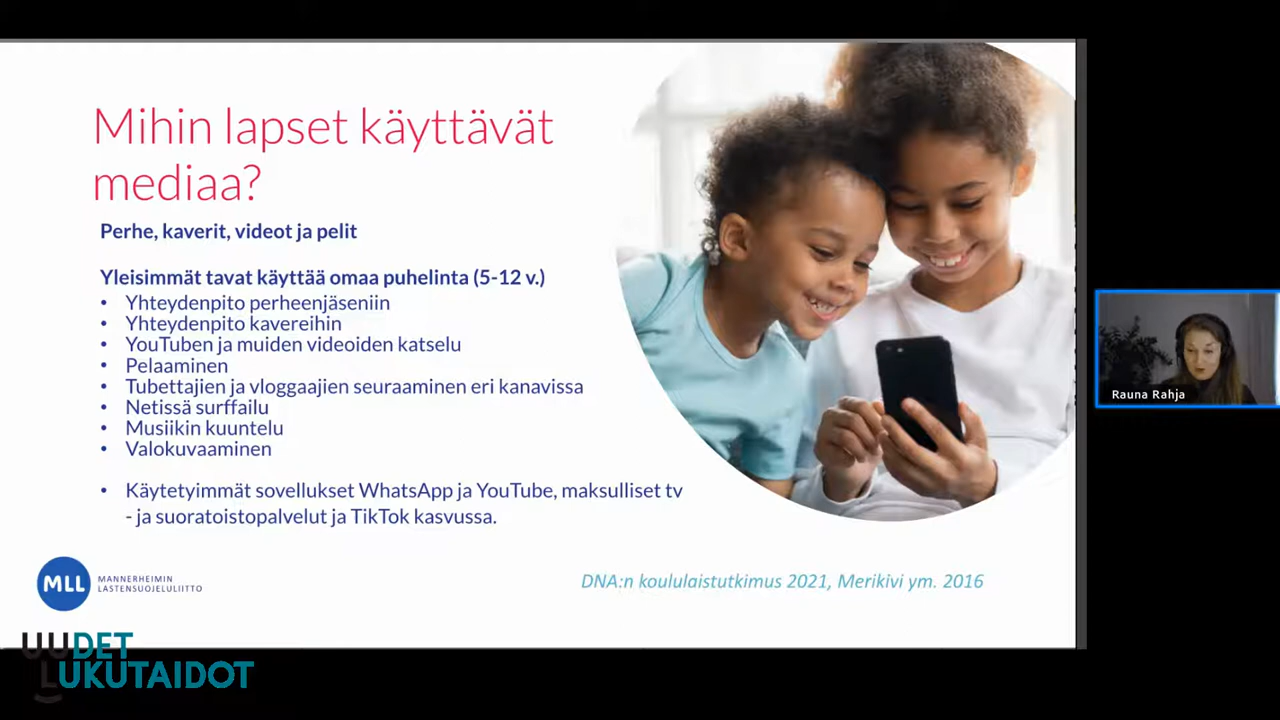 Mihin lapset käyttävät
mediaa?
Perhe, kaverit, videot ja pelit
Yleisimmät tavat käyttää omaa puhelinta (5-12 v.)
• Yhteydenpito perheenjäseniin
• Yhteydenpito kavereihin
• YouTuben ja muiden videoiden katselu
• Pelaaminen
• Tubettajien ja vloggaajien seuraaminen eri kanavissa
• Netissä surffailu
• Musiikin kuuntelu
• Valokuvaaminen
• Käytetyimmät sovellukset WhatsApp ja YouTube, maksulliset tv
- ja suoratoistopalvelut ja TikTok kasvussa.
Rauna Rahja
MLL
MANNERHEIMIN
LASTENSUOJELULIITTO
DNA:n koululaistutkimus 2021, Merikivi ym. 2016
UUDET
LUKUTAIDOT